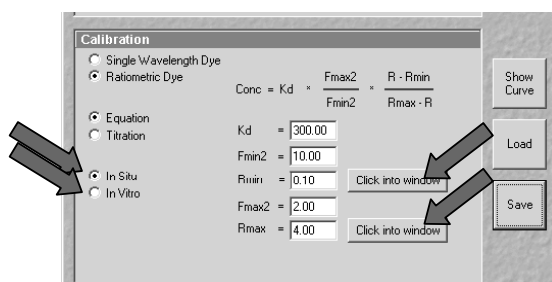 Calibration
Single Wavelength Dye
Ratiometric Dye
Conc = Kd * Fmax2 / Fmin2 * R - Rmin / Rmax - R
Equation
Titration
Kd = 300.00
Fmin2 = 10.00
In Situ
Rmin = 0.10 Click into window
In Vitro
Fmax2 = 2.00
Rmax = 4.00 Click into window
Show
Curve
Load
Save